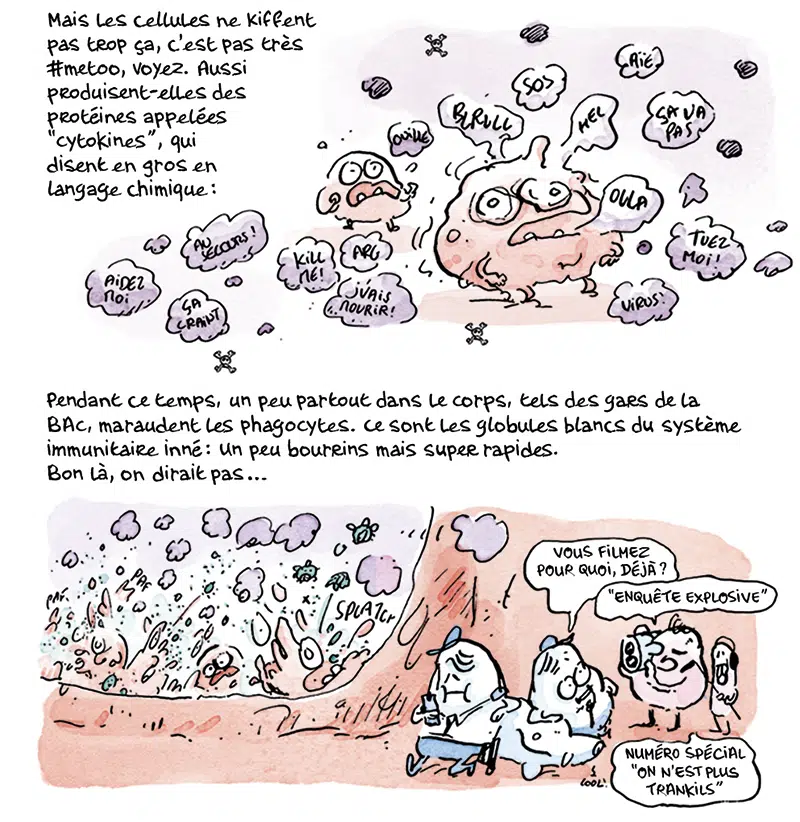 Mais les cellules ne kiffent
pas trop ça, c'est pas très
#metoo, voyez. Aussi
produisent-elles des
protéines appelées
"cytokines", qui
disent en gros en
langage chimique :
OUILLE
BLRULL
SOS
AÏE
HEL
ÇA VA
PAS
OULA
TUEZ
MOI !
VIRUS !
AU
SECOURS !
AIDEZ
MOI
ÇA
CRAINT
KILL
ME !
ARG
J'VAIS
MOURIR !
Pendant ce temps, un peu partout dans le corps, tels des gars de la
BAC, maraudent les phagocytes. Ce sont les globules blancs du système
immunitaire inné : un peu bourrins mais super rapides.
Bon là, on dirait pas...
PAF
PAF
SPLATCH
VOUS FILMEZ
POUR QUOI, DÉJÀ ?
"ENQUÊTE EXPLOSIVE"
NUMÉRO SPÉCIAL
"ON N'EST PLUS
TRANKILS"
COOL.